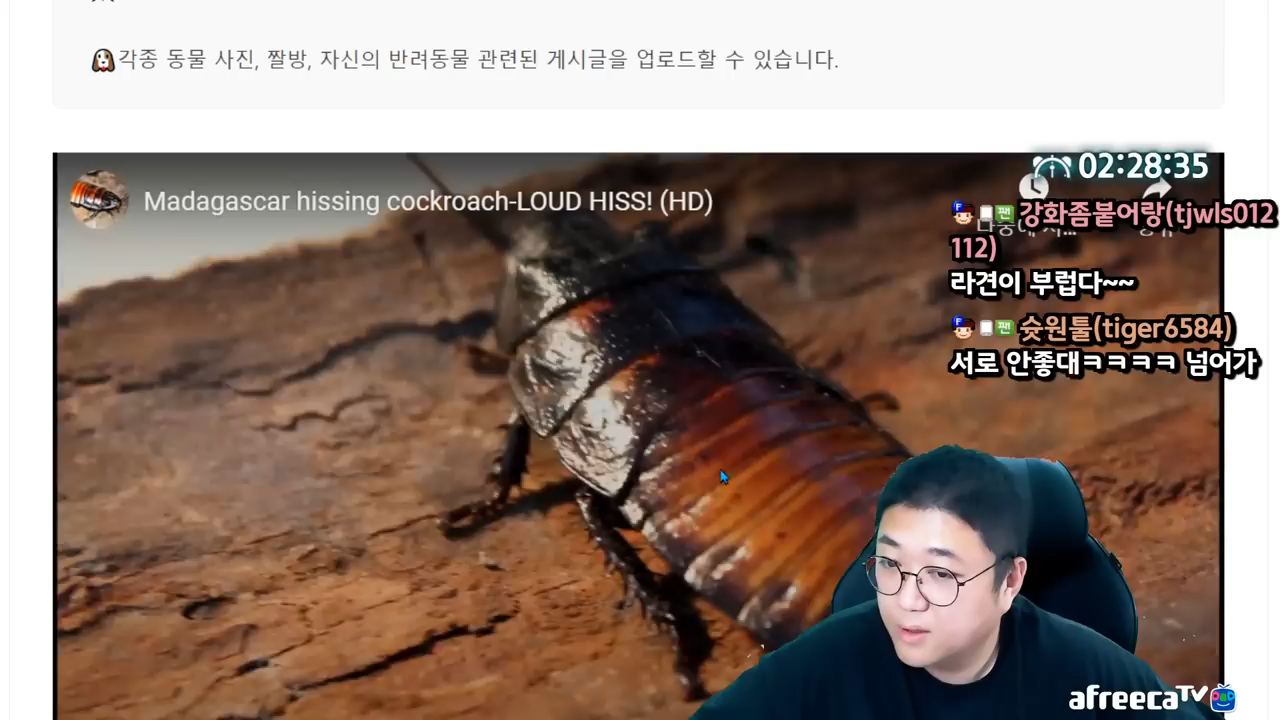 각종 동물 사진, 짤방, 자신의 반려동물 관련된 게시글을 업로드할 수 있습니다.
Madagascar hissing cockroach-LOUD HISS! (HD)
02:28:35
강화좀붙어랑(tjwls012
112)
라견이 부럽다~~
슛원툴(tiger6584)
서로 안좋대ㅋㅋㅋㅋ 넘어가
afreecaTV